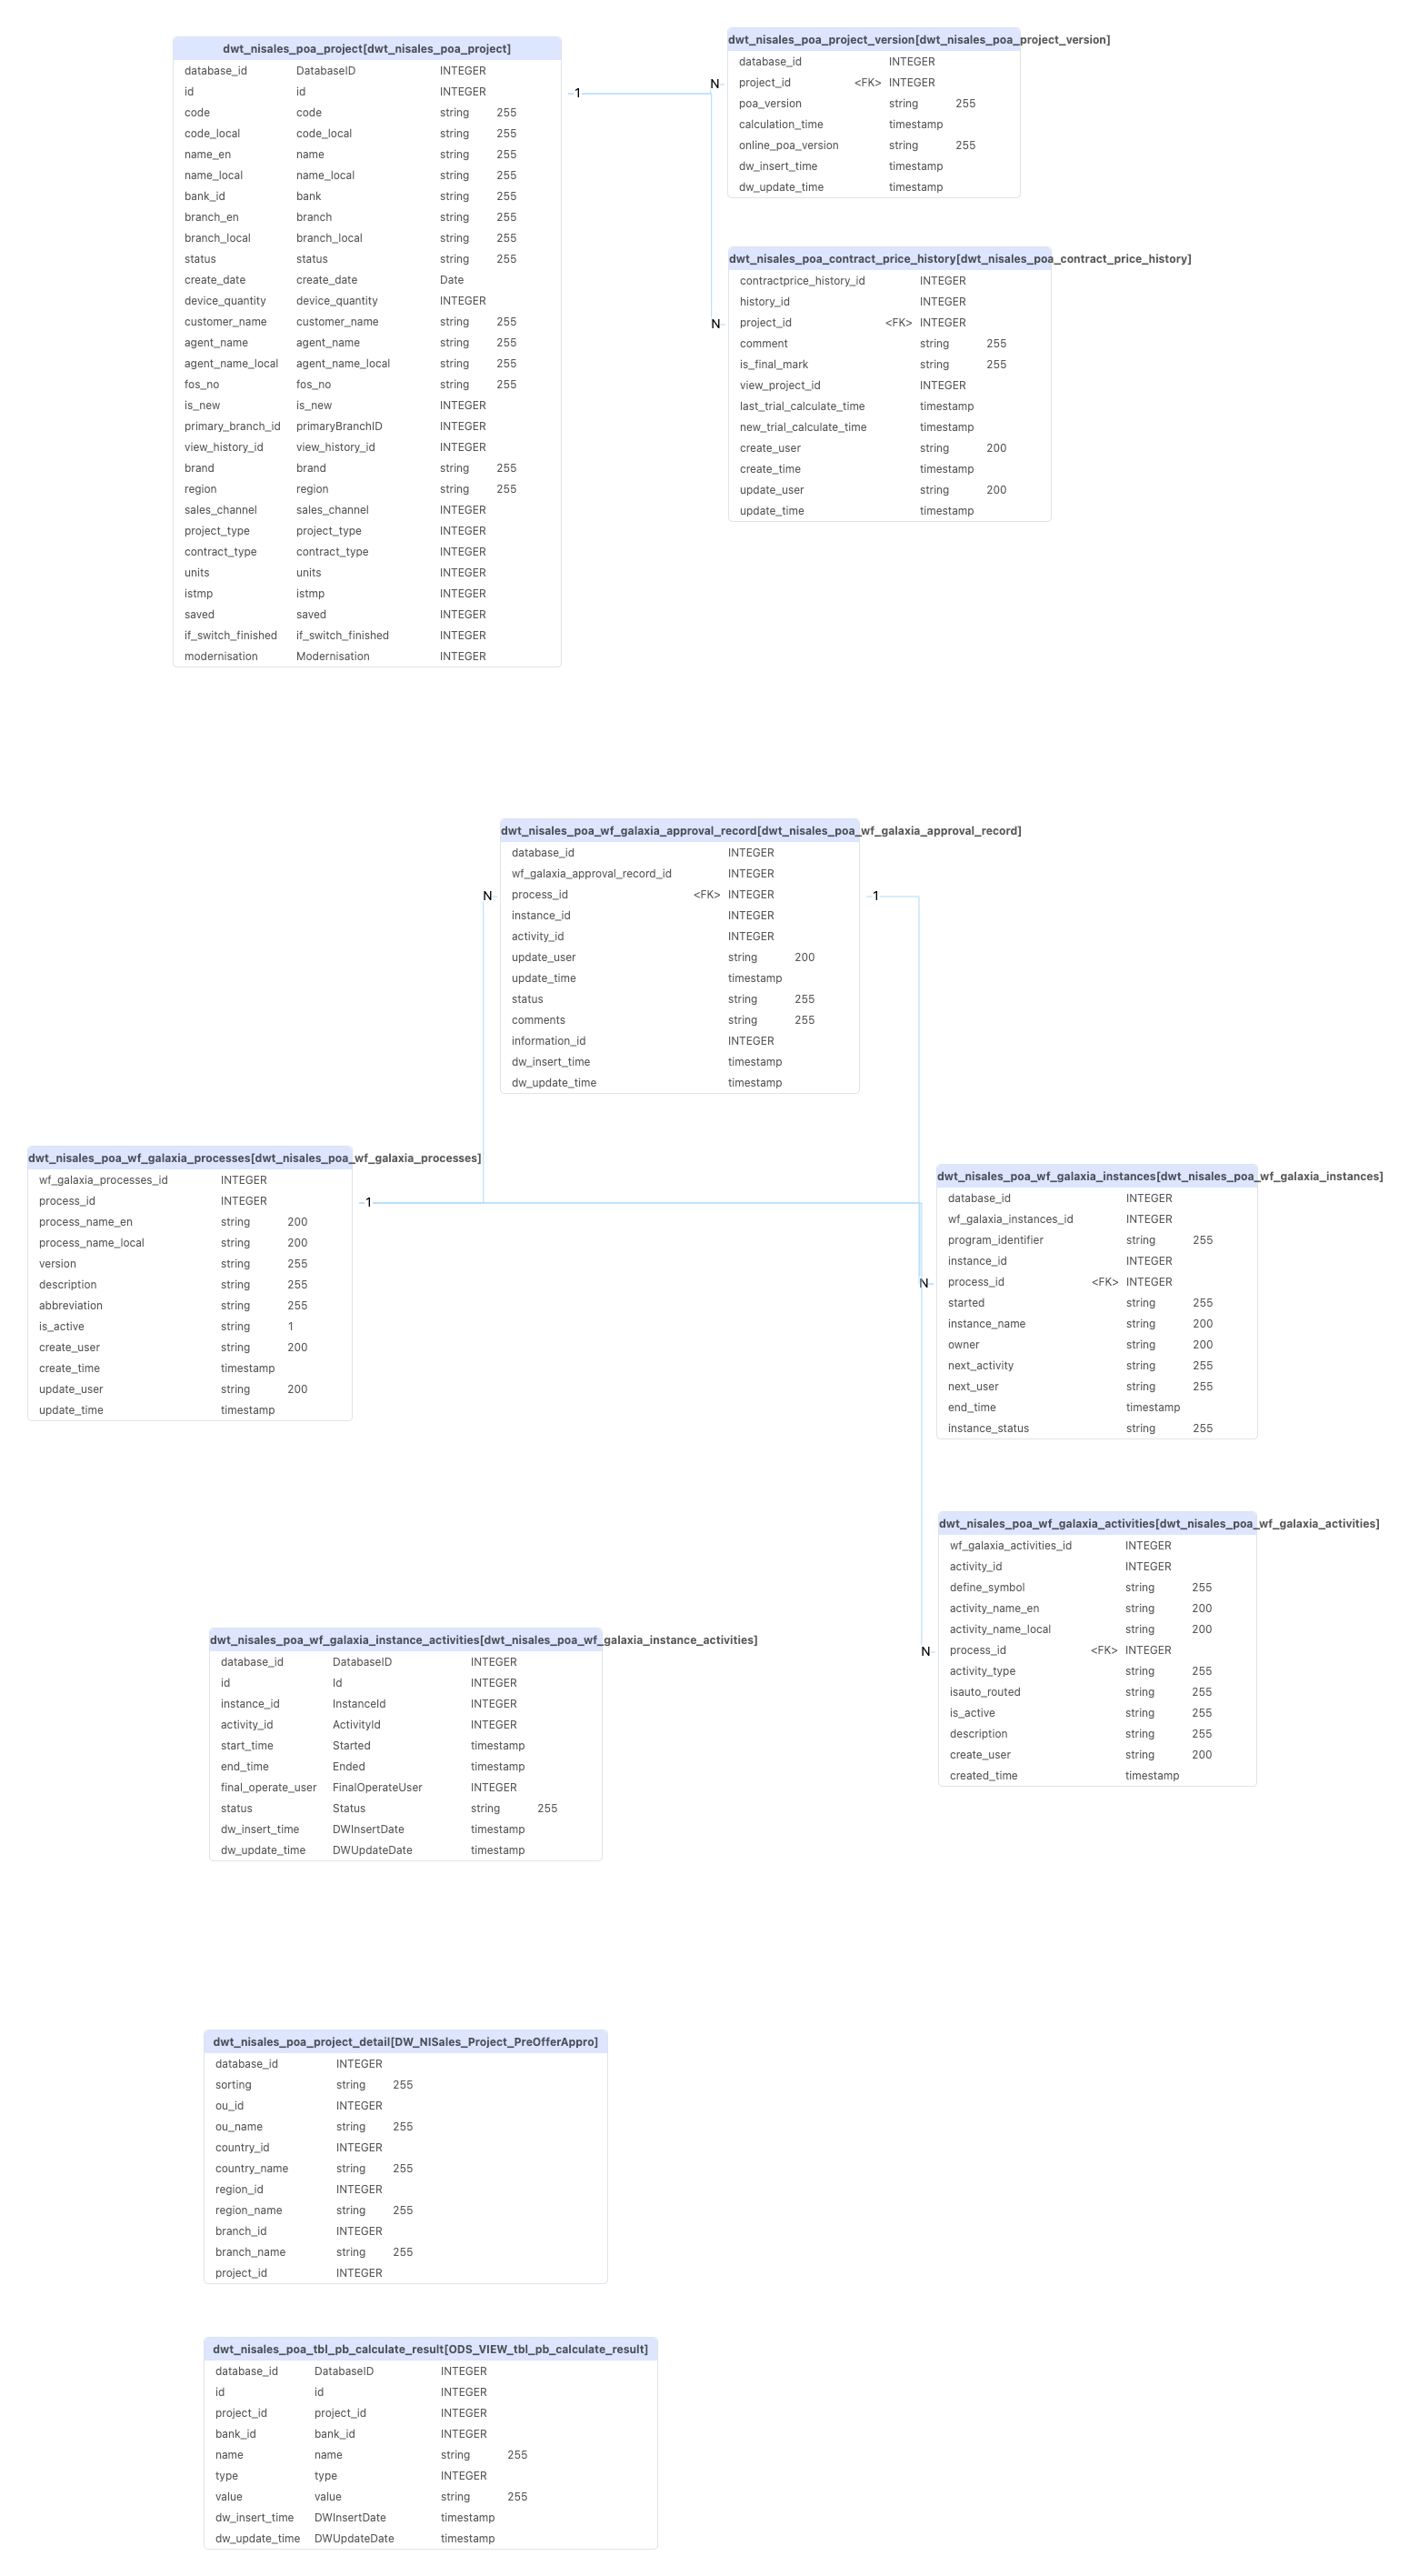 dwt_nisales_poa_project[dwt_nisales_poa_project]
database_id DatabaseID INTEGER
id id INTEGER
code code string 255
code_local code_local string 255
name_en name string 255
name_local name_local string 255
bank_id bank string 255
branch_en branch string 255
branch_local branch_local string 255
status status string 255
create_date create_date Date
device_quantity device_quantity INTEGER
customer_name customer_name string 255
agent_name agent_name string 255
agent_name_local agent_name_local string 255
fos_no fos_no string 255
is_new is_new INTEGER
primary_branch_id primaryBranchID INTEGER
view_history_id view_history_id INTEGER
brand brand string 255
region region string 255
sales_channel sales_channel INTEGER
project_type project_type INTEGER
contract_type contract_type INTEGER
units units INTEGER
istmp istmp INTEGER
saved saved INTEGER
if_switch_finished if_switch_finished INTEGER
modernisation Modernisation INTEGER
1
N
N
dwt_nisales_poa_project_version[dwt_nisales_poa_project_version]
database_id INTEGER
project_id <FK> INTEGER
poa_version string 255
calculation_time timestamp
online_poa_version string 255
dw_insert_time timestamp
dw_update_time timestamp
dwt_nisales_poa_contract_price_history[dwt_nisales_poa_contract_price_history]
contractprice_history_id INTEGER
history_id INTEGER
project_id <FK> INTEGER
comment string 255
is_final_mark string 255
view_project_id INTEGER
last_trial_calculate_time timestamp
new_trial_calculate_time timestamp
create_user string 200
create_time timestamp
update_user string 200
update_time timestamp
dwt_nisales_poa_wf_galaxia_approval_record[dwt_nisales_poa_wf_galaxia_approval_record]
database_id INTEGER
wf_galaxia_approval_record_id INTEGER
process_id <FK> INTEGER
instance_id INTEGER
activity_id INTEGER
update_user string 200
update_time timestamp
status string 255
comments string 255
information_id INTEGER
dw_insert_time timestamp
dw_update_time timestamp
N
1
dwt_nisales_poa_wf_galaxia_processes[dwt_nisales_poa_wf_galaxia_processes]
wf_galaxia_processes_id INTEGER
process_id INTEGER
process_name_en string 200
process_name_local string 200
version string 255
description string 255
abbreviation string 255
is_active string 1
create_user string 200
create_time timestamp
update_user string 200
update_time timestamp
1
N
N
dwt_nisales_poa_wf_galaxia_instances[dwt_nisales_poa_wf_galaxia_instances]
database_id INTEGER
wf_galaxia_instances_id INTEGER
program_identifier string 255
instance_id INTEGER
process_id <FK> INTEGER
started string 255
instance_name string 200
owner string 200
next_activity string 255
next_user string 255
end_time timestamp
instance_status string 255
dwt_nisales_poa_wf_galaxia_activities[dwt_nisales_poa_wf_galaxia_activities]
wf_galaxia_activities_id INTEGER
activity_id INTEGER
define_symbol string 255
activity_name_en string 200
activity_name_local string 200
process_id <FK> INTEGER
activity_type string 255
isauto_routed string 255
is_active string 255
description string 255
create_user string 200
created_time timestamp
dwt_nisales_poa_wf_galaxia_instance_activities[dwt_nisales_poa_wf_galaxia_instance_activities]
database_id DatabaseID INTEGER
id Id INTEGER
instance_id InstanceId INTEGER
activity_id ActivityId INTEGER
start_time Started timestamp
end_time Ended timestamp
final_operate_user FinalOperateUser INTEGER
status Status string 255
dw_insert_time DWInsertDate timestamp
dw_update_time DWUpdateDate timestamp
dwt_nisales_poa_project_detail[DW_NISales_Project_PreOfferAppro]
database_id INTEGER
sorting string 255
ou_id INTEGER
ou_name string 255
country_id INTEGER
country_name string 255
region_id INTEGER
region_name string 255
branch_id INTEGER
branch_name string 255
project_id INTEGER
dwt_nisales_poa_tbl_pb_calculate_result[ODS_VIEW_tbl_pb_calculate_result]
database_id DatabaseID INTEGER
id id INTEGER
project_id project_id INTEGER
bank_id bank_id INTEGER
name name string 255
type type INTEGER
value value string 255
dw_insert_time DWInsertDate timestamp
dw_update_time DWUpdateDate timestamp